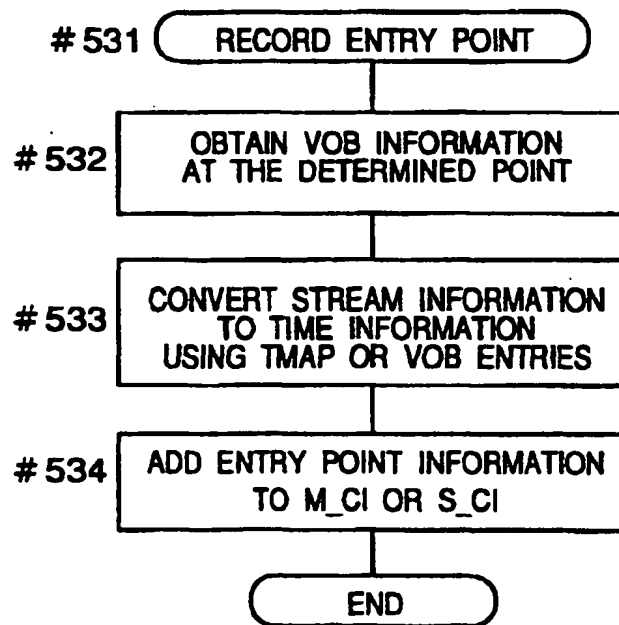 #531 RECORD ENTRY POINT
#532 OBTAIN VOB INFORMATION
AT THE DETERMINED POINT
#533 CONVERT STREAM INFORMATION
TO TIME INFORMATION
USING TMAP OR VOB ENTRIES
#534 ADD ENTRY POINT INFORMATION
TO M_CI OR S_CI
END